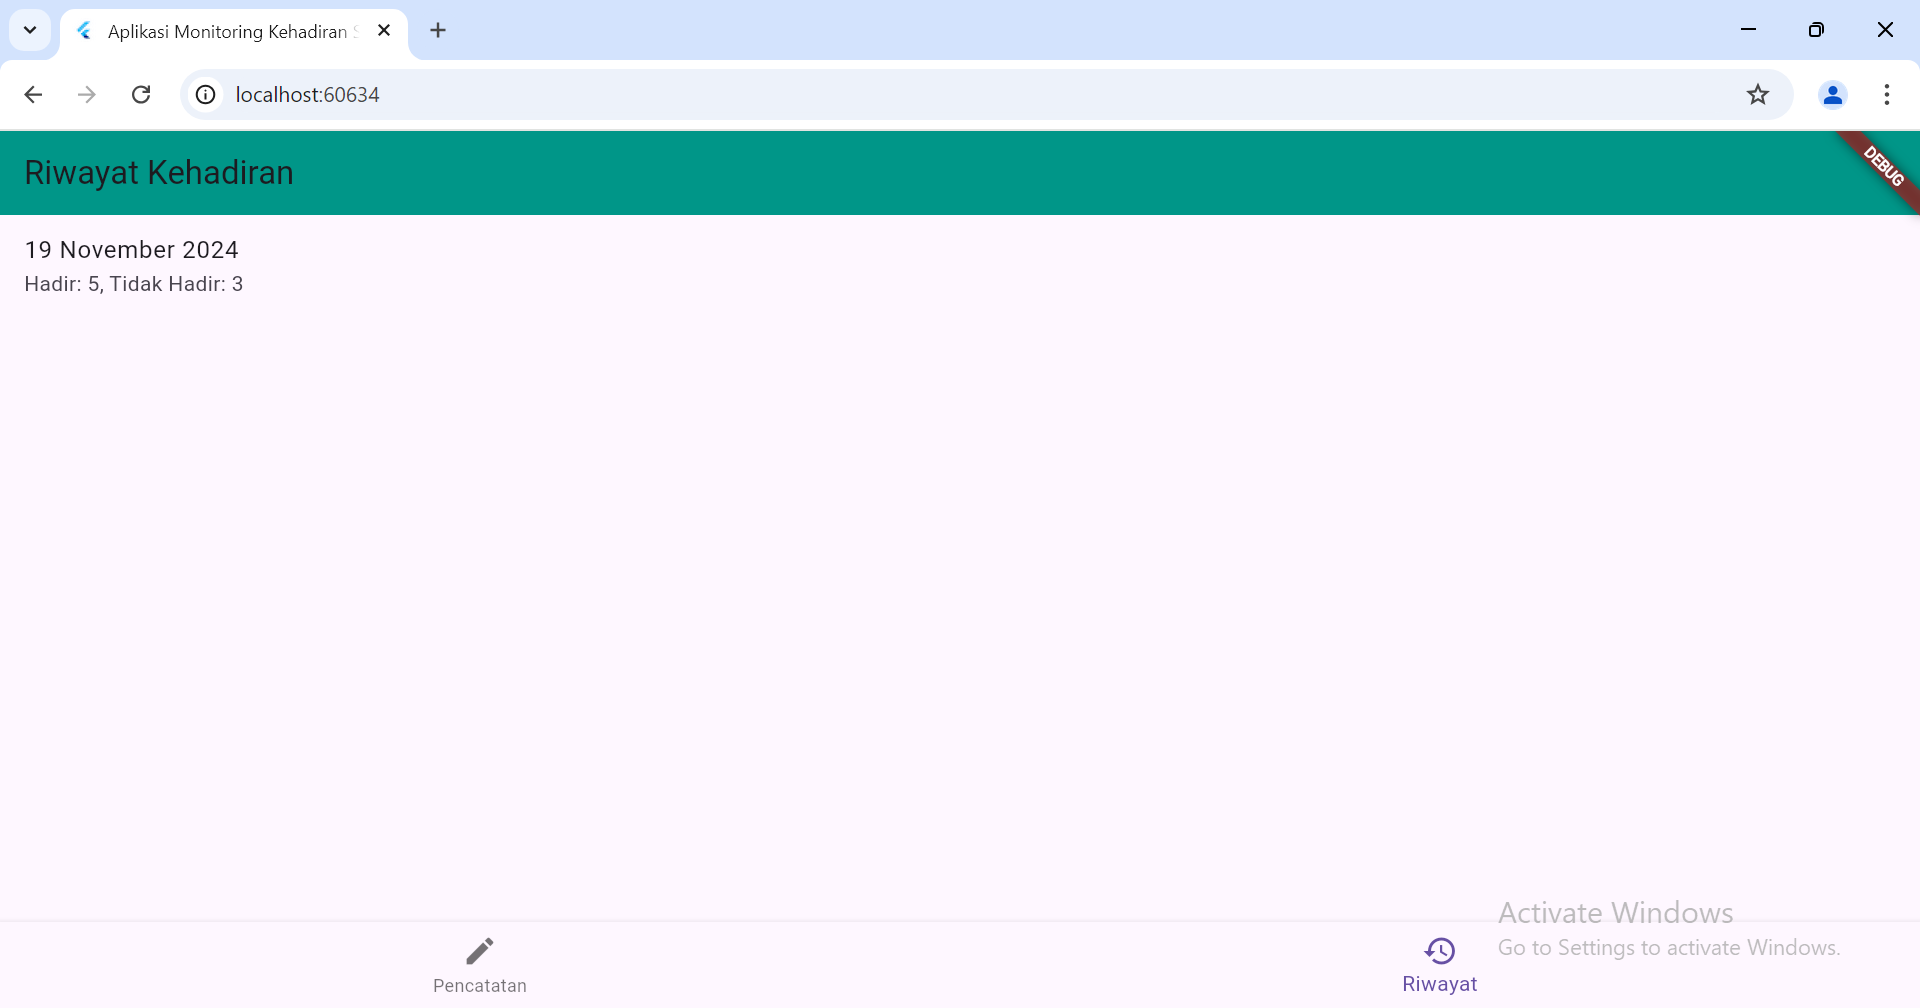 Aplikasi Monitoring Kehadiran
localhost:60634
Riwayat Kehadiran
DEBUG
19 November 2024
Hadir: 5, Tidak Hadir: 3
Activate Windows
Go to Settings to activate Windows.
Pencatatan
Riwayat